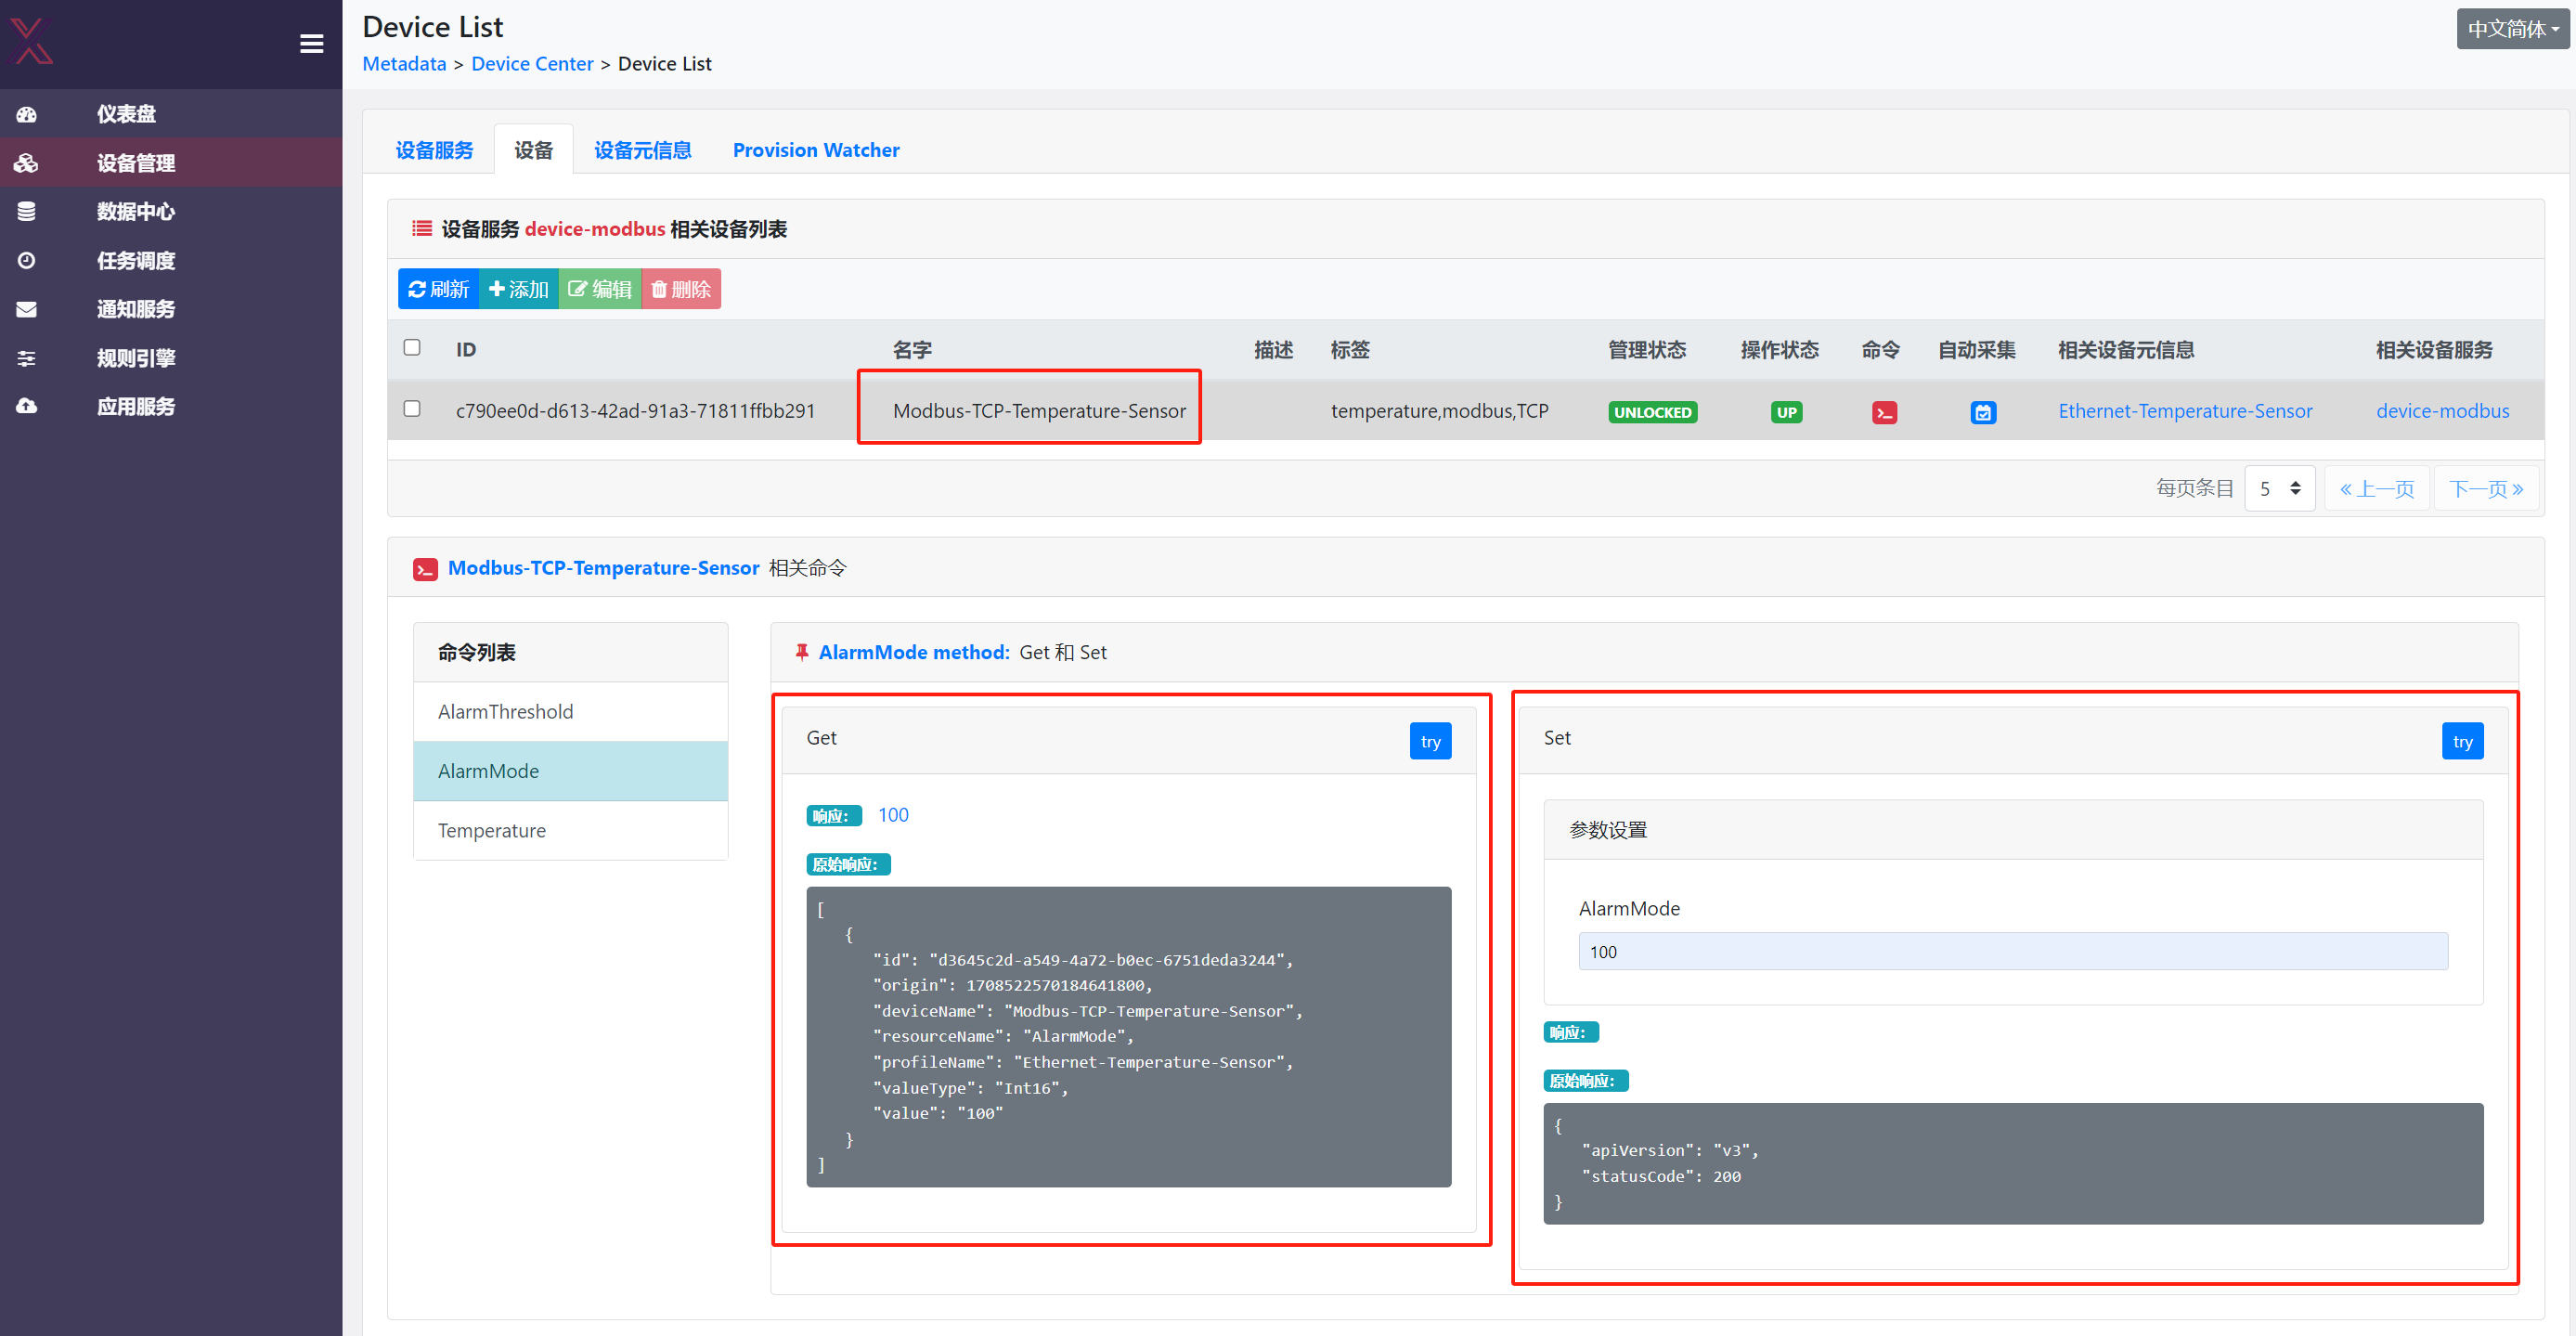 Device List
Metadata > Device Center > Device List
中文简体
仪表盘
设备管理
数据中心
任务调度
通知服务
规则引擎
应用服务
设备服务 设备 设备元信息 Provision Watcher
设备服务 device-modbus 相关设备列表
刷新 添加 编辑 删除
ID 名字 描述 标签 管理状态 操作状态 命令 自动采集 相关设备元信息 相关设备服务
c790ee0d-d613-42ad-91a3-71811ffbb291 Modbus-TCP-Temperature-Sensor temperature,modbus,TCP UNLOCKED UP Ethernet-Temperature-Sensor device-modbus
每页条目 5 « 上一页 下一页 »
Modbus-TCP-Temperature-Sensor 相关命令
命令列表
AlarmThreshold
AlarmMode
Temperature
AlarmMode method: Get 和 Set
Get try
响应： 100
原始响应：
[
{
"id": "d3645c2d-a549-4a72-b0ec-6751deda3244",
"origin": 1708522570184641800,
"deviceName": "Modbus-TCP-Temperature-Sensor",
"resourceName": "AlarmMode",
"profileName": "Ethernet-Temperature-Sensor",
"valueType": "Int16",
"value": "100"
}
]
Set try
参数设置
AlarmMode
100
响应：
原始响应：
{
"apiVersion": "v3",
"statusCode": 200
}